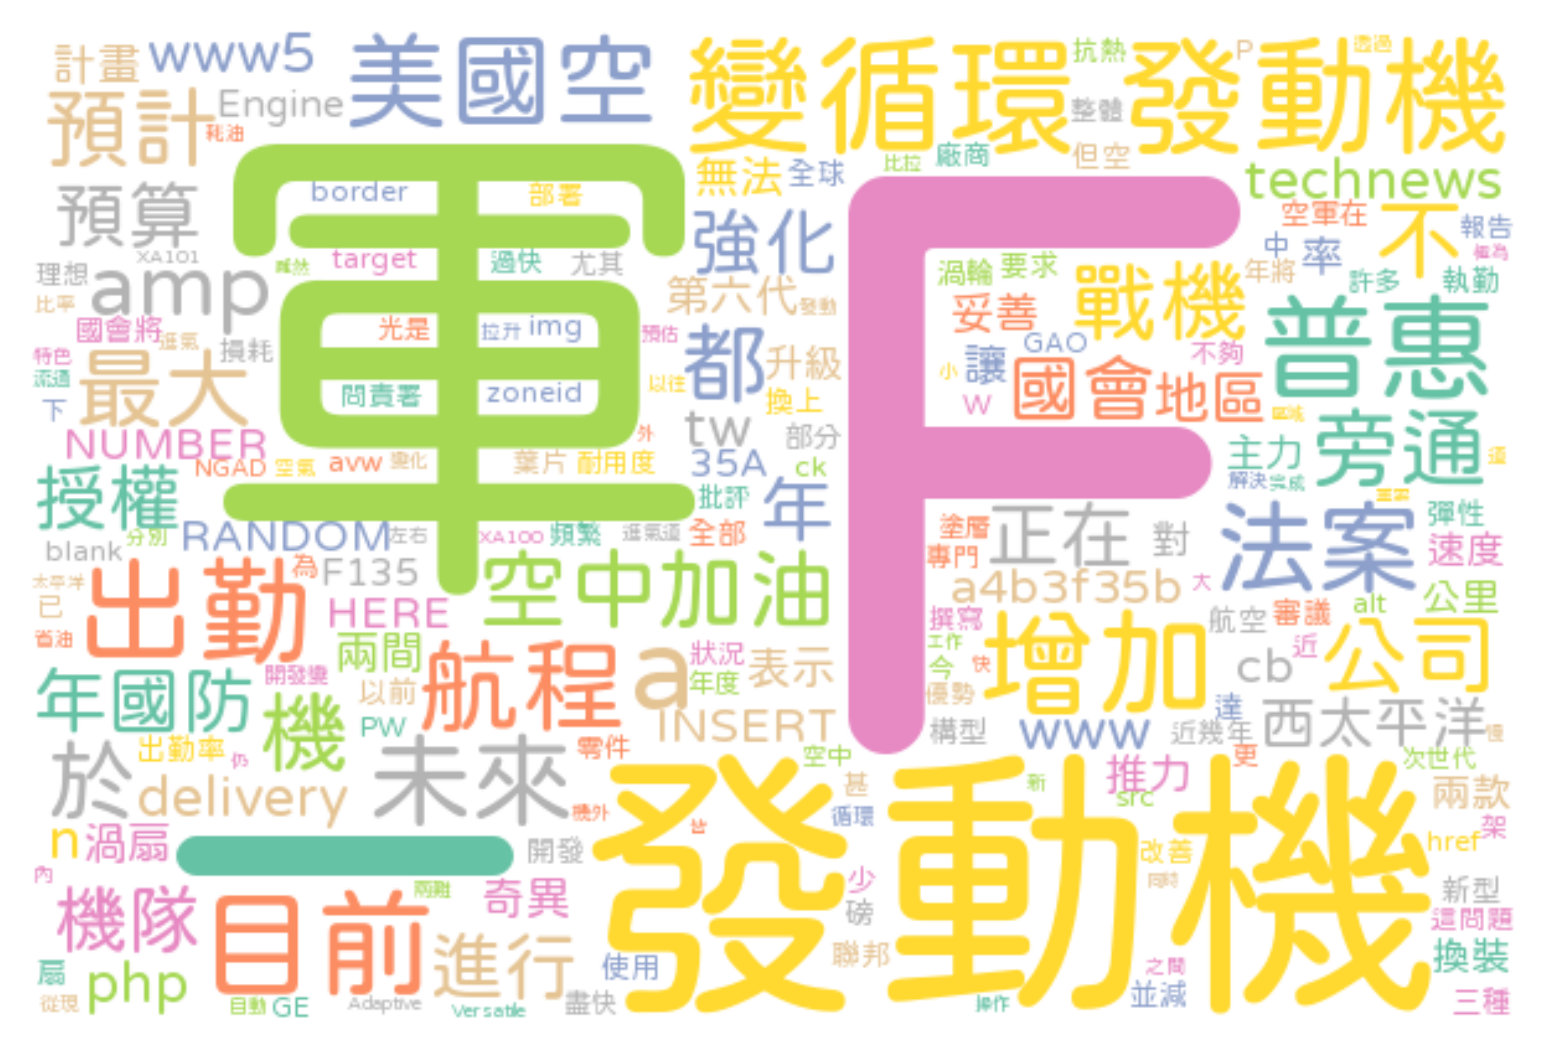 計畫
www5
美國空
變循環發動機
抗熱
P
透過
預計
Engine
耗油
整體
但空
比拉
廠商
軍
F
無法
全球
technews
border
部署
預算
強化
空軍在
不
報告
極為
中
率
XA101
target
過快
尤其
雖然
理想
amp
渦輪
要求
戰機
年將
許多
執勤
比率
第六代
發動
妥善
普惠
國會將
光是
拉升
img
預估
進氣
損耗
特色
流通
最大
都
升級
GAO
不夠
小
讓
國會
地區
問責署
zoneid
以往
換上
W
下
NUMBER
外
tw
部分
主力
旁通
道
NGAD
空氣
avw
變化
葉片
耐用度
35A
ck
解決
完成
授權
批評
年
法案
彈性
分別
RANDOM
左右
XA100
頻繁
進氣道
全部
塗層
正在
對
專門
速度
blank
太平洋
已
出勤
為
F135
空中加油
a4b3f35b
大
公里
HERE
撰寫
增加
航空
審議
alt
省油
兩間
航程
a
狀況
表示
工作
今
快
近
公司
cb
年國防
開發變
機
以前
年度
優勢
PW
INSERT
構型
www
達
近幾年
西太平洋
於
出勤率
仍
未來
零件
空中
更
次世代
delivery
機外
甚
新
推力
src
兩款
n
渦扇
一
開發
發動機
皆
循環
改善
同時
href
架
內
機隊
目前
兩難
奇異
少
磅
新型
這問題
扇
php
進行
使用
聯邦
之間
換裝
從現
自動
GE
Adaptive
Versatile
盡快
操作
並減
三種